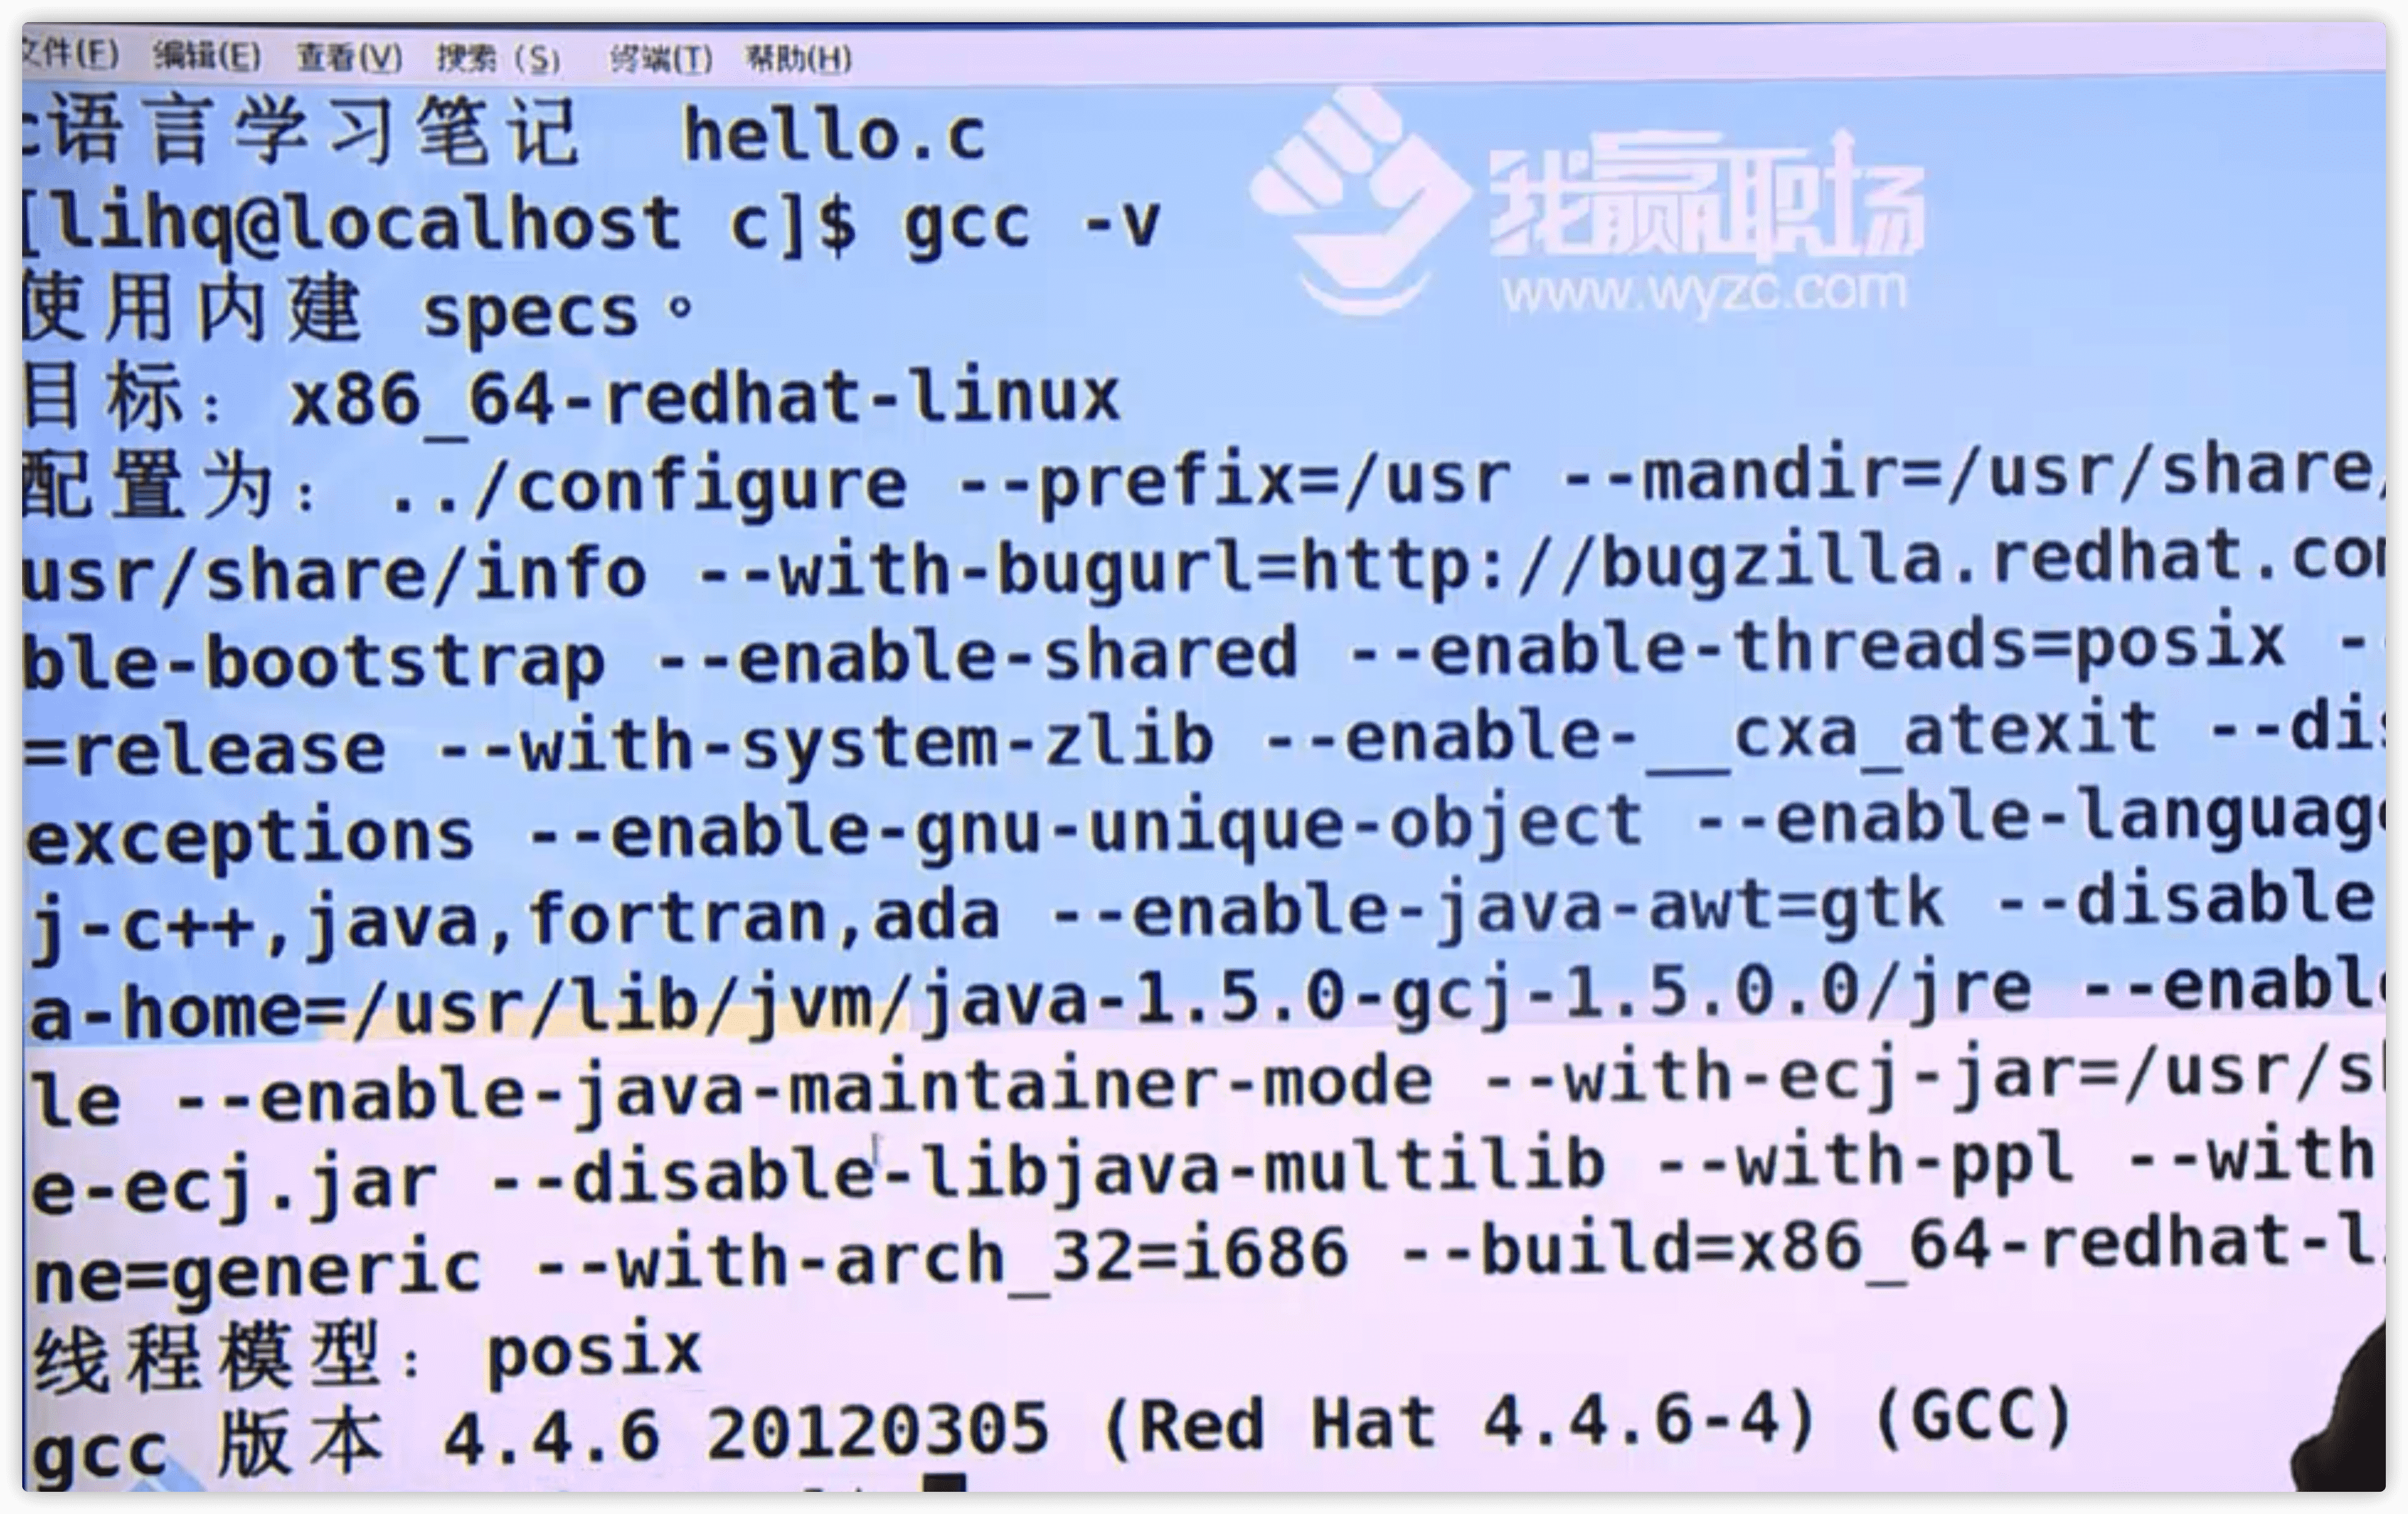 文件(F) 编辑(E) 查看(V) 搜索 (S) 终端(T) 帮助(H)
c语言学习笔记 hello.c
[lihq@localhost c]$ gcc -v
我赢职场
www.wyzc.com
使用内建 specs。
目标: x86_64-redhat-linux
配置为: ../configure --prefix=/usr --mandir=/usr/share/
usr/share/info --with-bugurl=http://bugzilla.redhat.co
ble-bootstrap --enable-shared --enable-threads=posix -
=release --with-system-zlib --enable-__cxa_atexit --dis
exceptions --enable-gnu-unique-object --enable-language
j-c++,java,fortran,ada --enable-java-awt=gtk --disable
a-home=/usr/lib/jvm/java-1.5.0-gcj-1.5.0.0/jre --enable
le --enable-java-maintainer-mode --with-ecj-jar=/usr/s
e-ecj.jar --disable-libjava-multilib --with-ppl --with
ne=generic --with-arch_32=i686 --build=x86_64-redhat-l
线程模型: posix
gcc 版本 4.4.6 20120305 (Red Hat 4.4.6-4) (GCC)